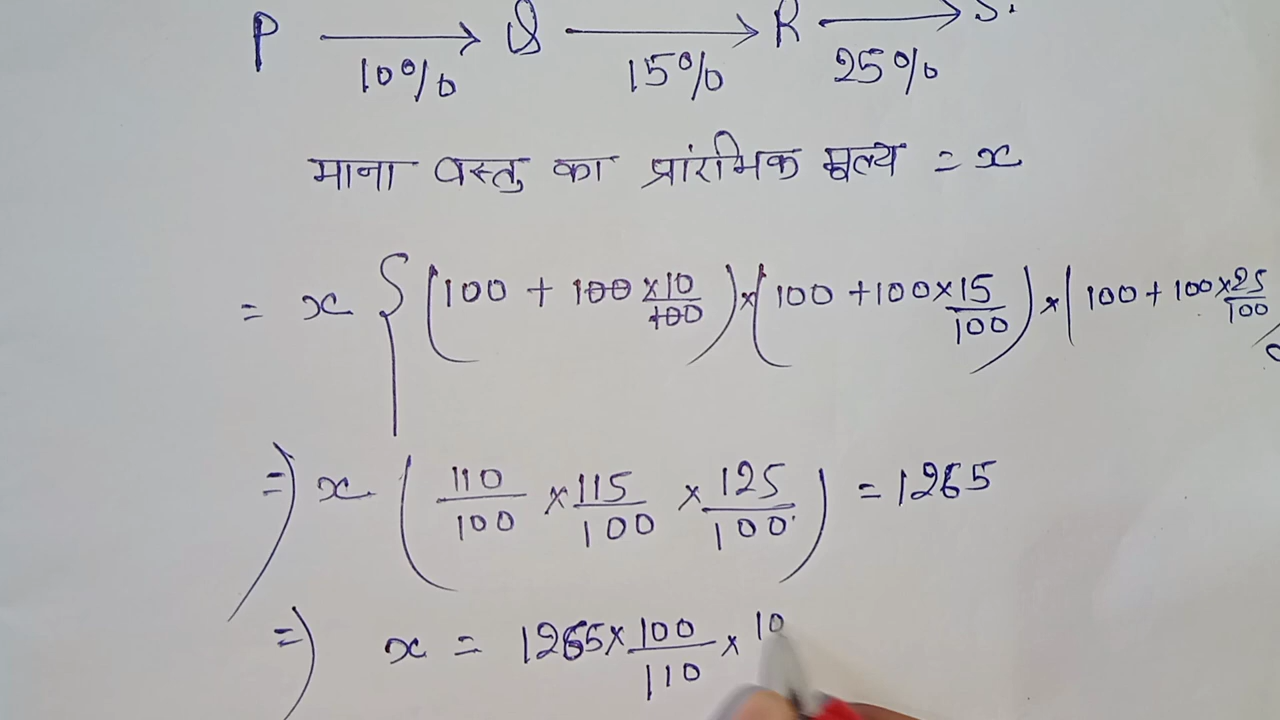 P → Q → R → S.
10% 15% 25%
माना वस्तु का प्रारंभिक मूल्य = x
= x { (100 + 100 × 10/100) × (100 + 100 × 15/100) × (100 + 100 × 25/100
⇒ x (110/100 × 115/100 × 125/100) = 1265
⇒ x = 1265 × 100/110 × 10